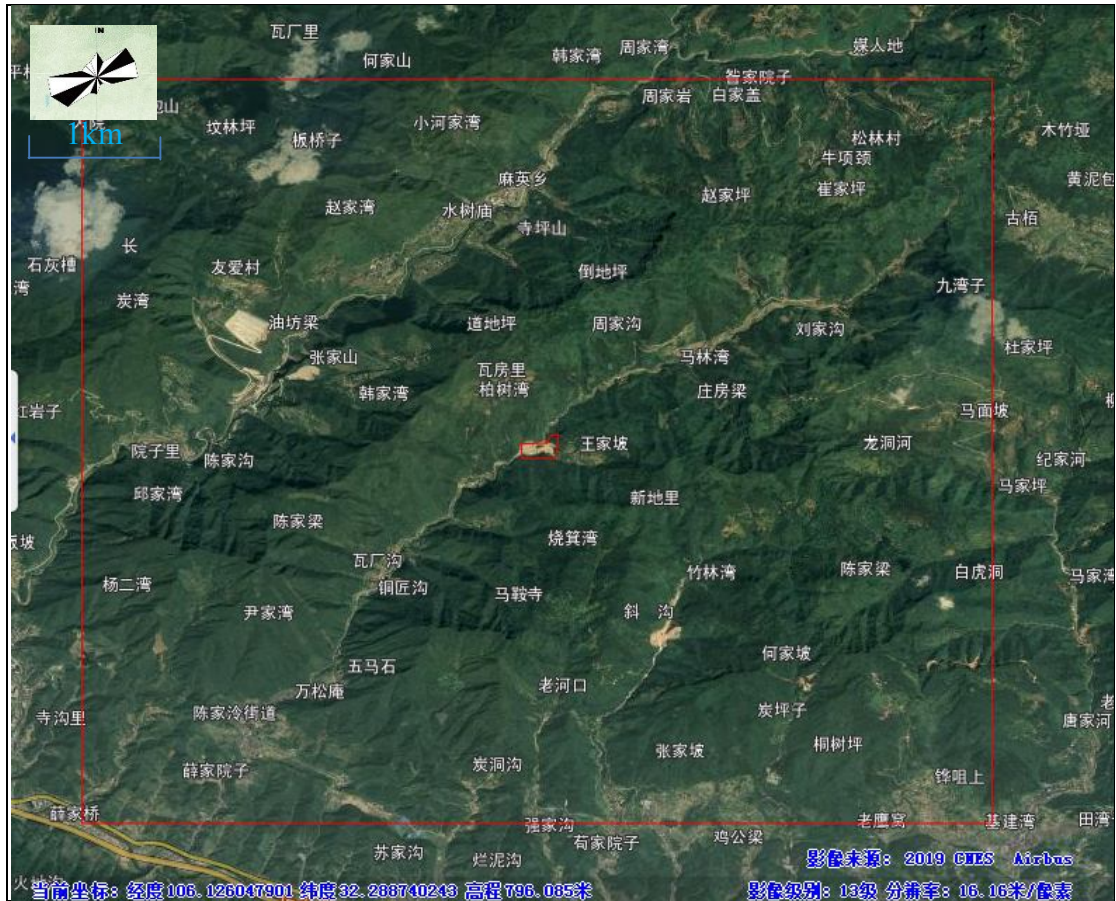 瓦厂里
周家湾
媒人地
韩家湾
何家山
N
昝家院子
周家岩
白家盖
1km
坟林坪
小河家湾
板桥子
松林村
木竹垭
牛项颈
麻英乡
黄泥包
崔家坪
赵家坪
赵家湾
水树庙
古栢
寺坪山
长
石灰槽
友爱村
倒地坪
湾
炭湾
九湾子
油坊梁
道地坪
周家沟
刘家沟
张家山
马林湾
杜家坪
瓦房里
韩家湾
柏树湾
庄房梁
红岩子
马面坡
院子里
陈家沟
王家坡
龙洞河
纪家河
邱家湾
新地里
马家坪
陈家梁
烧箕湾
瓦厂沟
竹林湾
陈家梁
白虎洞
杨二湾
铜匠沟
马鞍寺
马家湾
尹家湾
斜 沟
五马石
何家坡
万松庵
老河口
寺沟里
陈家泠街道
炭坪子
唐家河
张家坡
桐树坪
薛家院子
炭洞沟
铧咀上
薛家桥
强家沟
老鹰窝
基建湾
田湾
苟家院子
鸡公梁
苏家沟
烂泥沟
影像来源: 2019 CNES Airbus
当前坐标: 经度106.126047901 纬度32.288740243 高程796.085米
影像级别: 13级 分辨率: 16.16米/像素